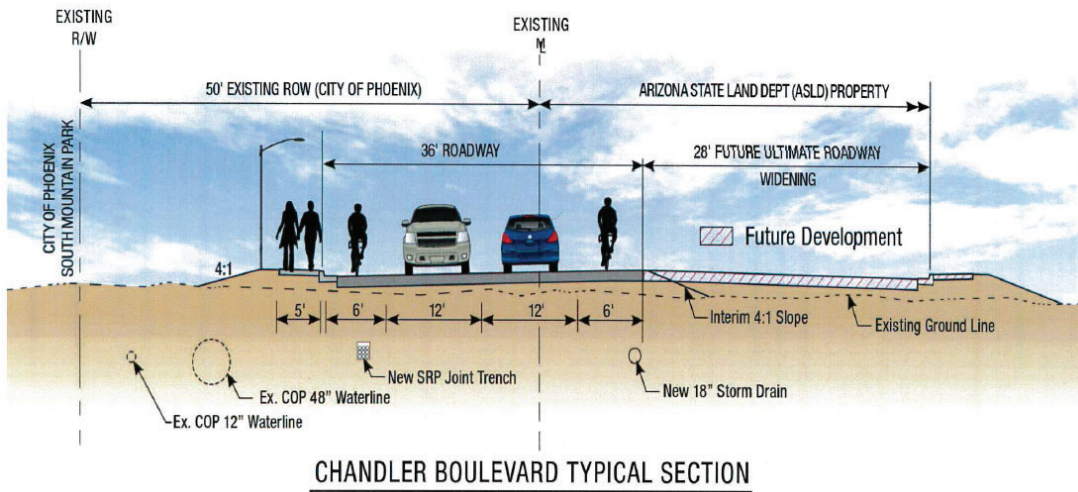 EXISTING
R/W
EXISTING
M̲L
50' EXISTING ROW (CITY OF PHOENIX)
ARIZONA STATE LAND DEPT (ASLD) PROPERTY
36' ROADWAY
28' FUTURE ULTIMATE ROADWAY
WIDENING
CITY OF PHOENIX
SOUTH MOUNTAIN PARK
Future Development
4:1
5'
6'
12'
12'
6'
Interim 4:1 Slope
Existing Ground Line
New SRP Joint Trench
New 18" Storm Drain
Ex. COP 48" Waterline
Ex. COP 12" Waterline
CHANDLER BOULEVARD TYPICAL SECTION